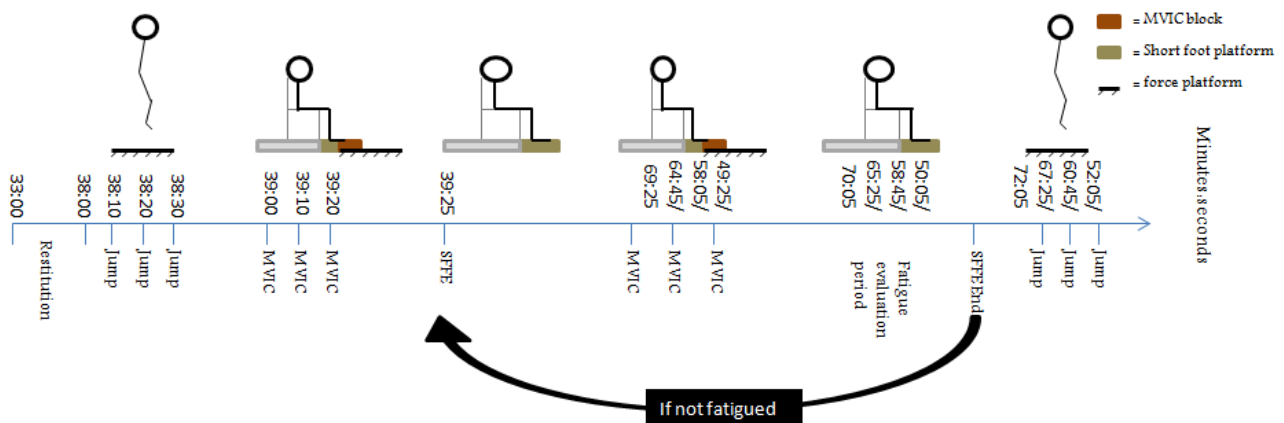 = MVIC block
= Short foot platform
= force platform
Minutes:seconds
33:00
38:00
38:10
38:20
38:30
39:00
39:10
39:20
39:25
69:25
64:45/
58:05/
49:25/
70:05
65:25/
58:45/
50:05/
72:05
67:25/
60:45/
52:05/
Restitution
Jump
Jump
Jump
MVIC
MVIC
MVIC
SFFE
MVIC
MVIC
MVIC
Fatigue
evaluation
period
SFFE End
Jump
Jump
Jump
If not fatigued